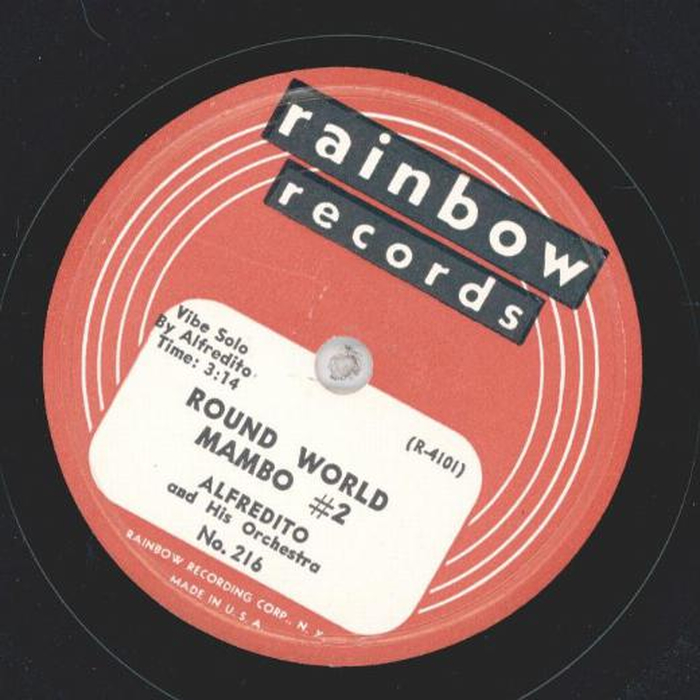 rainbow
records
Vibe Solo
By Alfredito
Time: 3:14
(R-4101)
ROUND WORLD
MAMBO #2
ALFREDITO
and His Orchestra
No. 216
RAINBOW RECORDING CORP., N. Y.
MADE IN U. S. A.